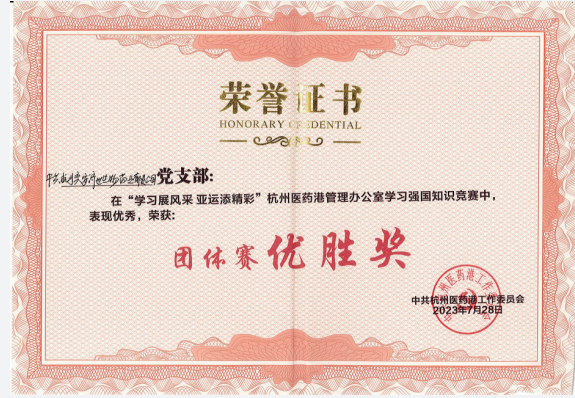 荣誉证书
HONORARY CREDENTIAL
党支部:
在“学习展风采 亚运添精彩”杭州医药港管理办公室学习强国知识竞赛中,
表现优秀，荣获:
团体赛 优胜奖
中共杭州医药港工作委员会
2023年7月28日